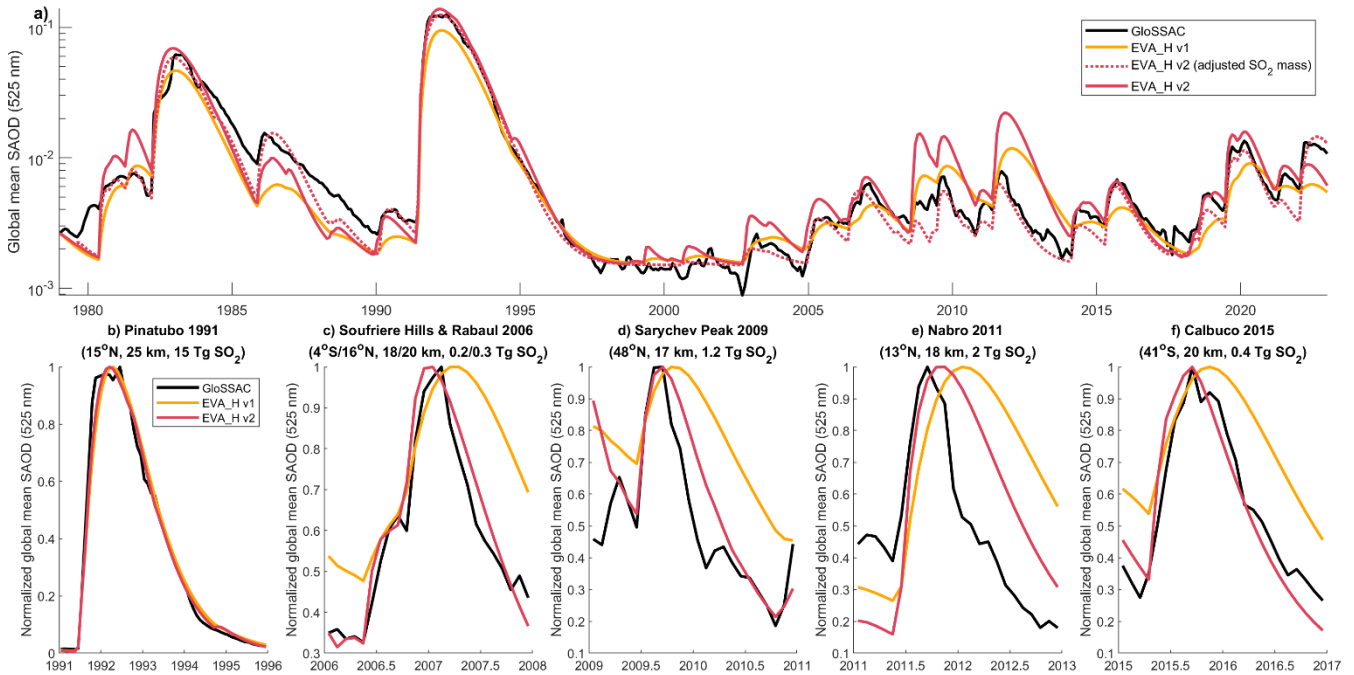 a)
Global mean SAOD (525 nm)
10⁻¹
10⁻²
10⁻³
GloSSAC
EVA_H v1
EVA_H v2 (adjusted SO₂ mass)
EVA_H v2
1980 1985 1990 1995 2000 2005 2010 2015 2020
b) Pinatubo 1991
(15°N, 25 km, 15 Tg SO₂)
Normalized global mean SAOD (525 nm)
1
0.8
0.6
0.4
0.2
0
GloSSAC
EVA_H v1
EVA_H v2
1991 1992 1993 1994 1995 1996
c) Soufriere Hills & Rabaul 2006
(4°S/16°N, 18/20 km, 0.2/0.3 Tg SO₂)
Normalized global mean SAOD (525 nm)
1
0.9
0.8
0.7
0.6
0.5
0.4
0.3
2006 2006.5 2007 2007.5 2008
d) Sarychev Peak 2009
(48°N, 17 km, 1.2 Tg SO₂)
Normalized global mean SAOD (525 nm)
1
0.9
0.8
0.7
0.6
0.5
0.4
0.3
0.2
0.1
2009 2009.5 2010 2010.5 2011
e) Nabro 2011
(13°N, 18 km, 2 Tg SO₂)
Normalized global mean SAOD (525 nm)
1
0.9
0.8
0.7
0.6
0.5
0.4
0.3
0.2
0.1
2011 2011.5 2012 2012.5 2013
f) Calbuco 2015
(41°S, 20 km, 0.4 Tg SO₂)
Normalized global mean SAOD (525 nm)
1
0.9
0.8
0.7
0.6
0.5
0.4
0.3
0.2
0.1
2015 2015.5 2016 2016.5 2017